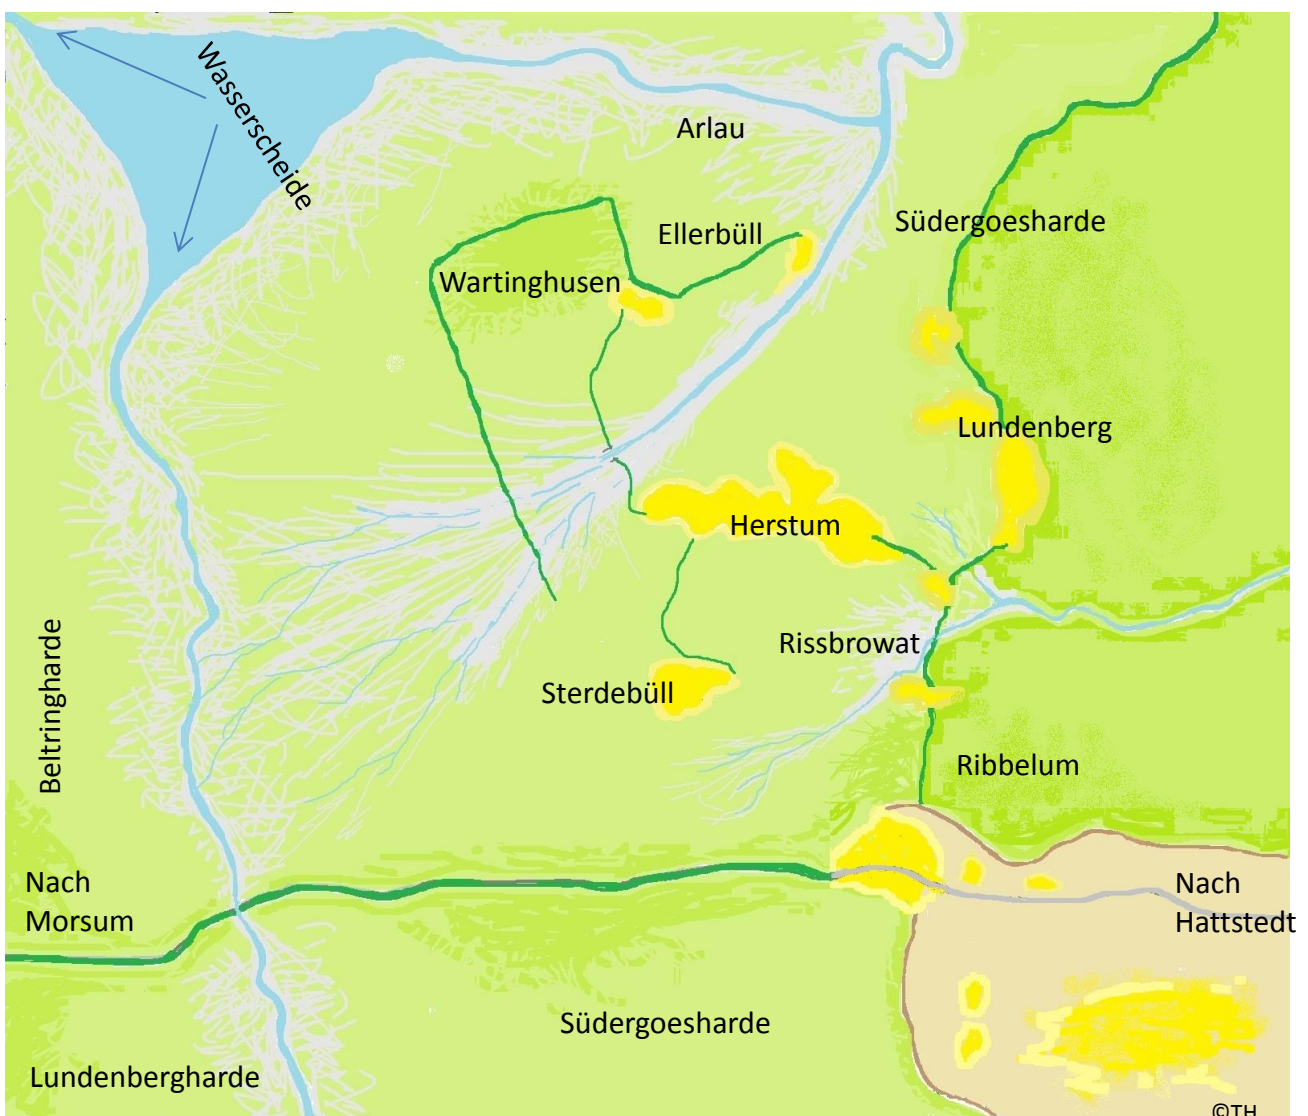 Wasserscheide
Arlau
Südergoesharde
Ellerbüll
Wartinghusen
Lundenberg
Herstum
Rissbrowat
Sterdebüll
Beltringharde
Ribbelum
Nach
Morsum
Nach
Hattstedt
Südergoesharde
Lundenbergharde
©TH